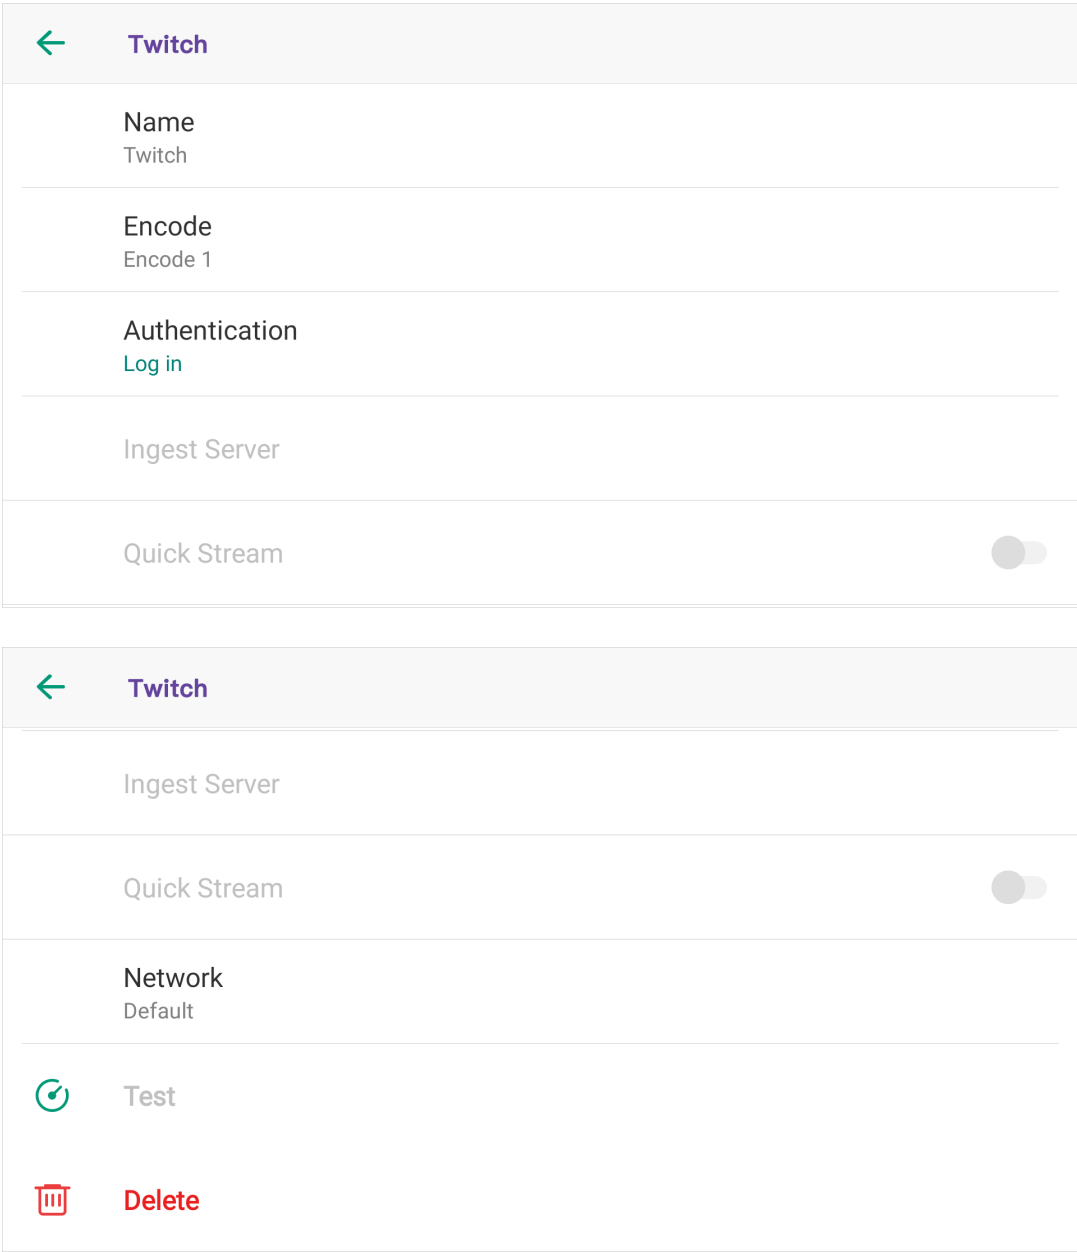 Twitch
Name
Twitch
Encode
Encode 1
Authentication
Log in
Ingest Server
Quick Stream
Twitch
Ingest Server
Quick Stream
Network
Default
Test
Delete